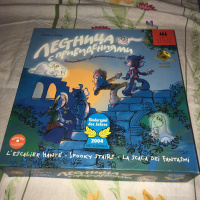 ЛЕСТНИЦА
с привидениями
Kinderspiel
des Jahres
2004
L'ESCALIER HANTÉ - SPOOKY STAIRS - LA SCALA DEI FANTASMI